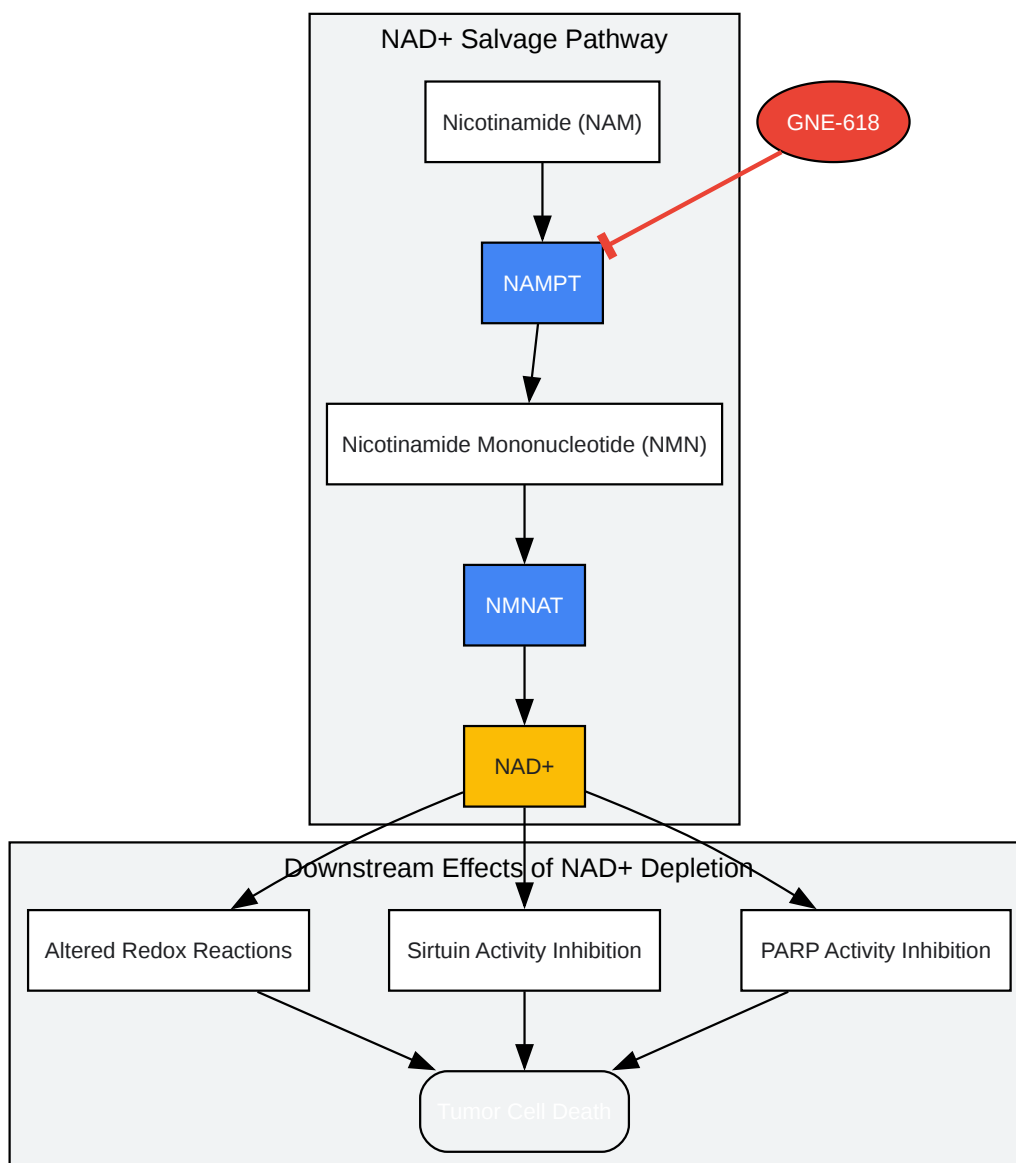 NAD+ Salvage Pathway
Nicotinamide (NAM)
GNE-618
NAMPT
Nicotinamide Mononucleotide (NMN)
NMNAT
NAD+
Downstream Effects of NAD+ Depletion
Altered Redox Reactions
Sirtuin Activity Inhibition
PARP Activity Inhibition
Tumor Cell Death